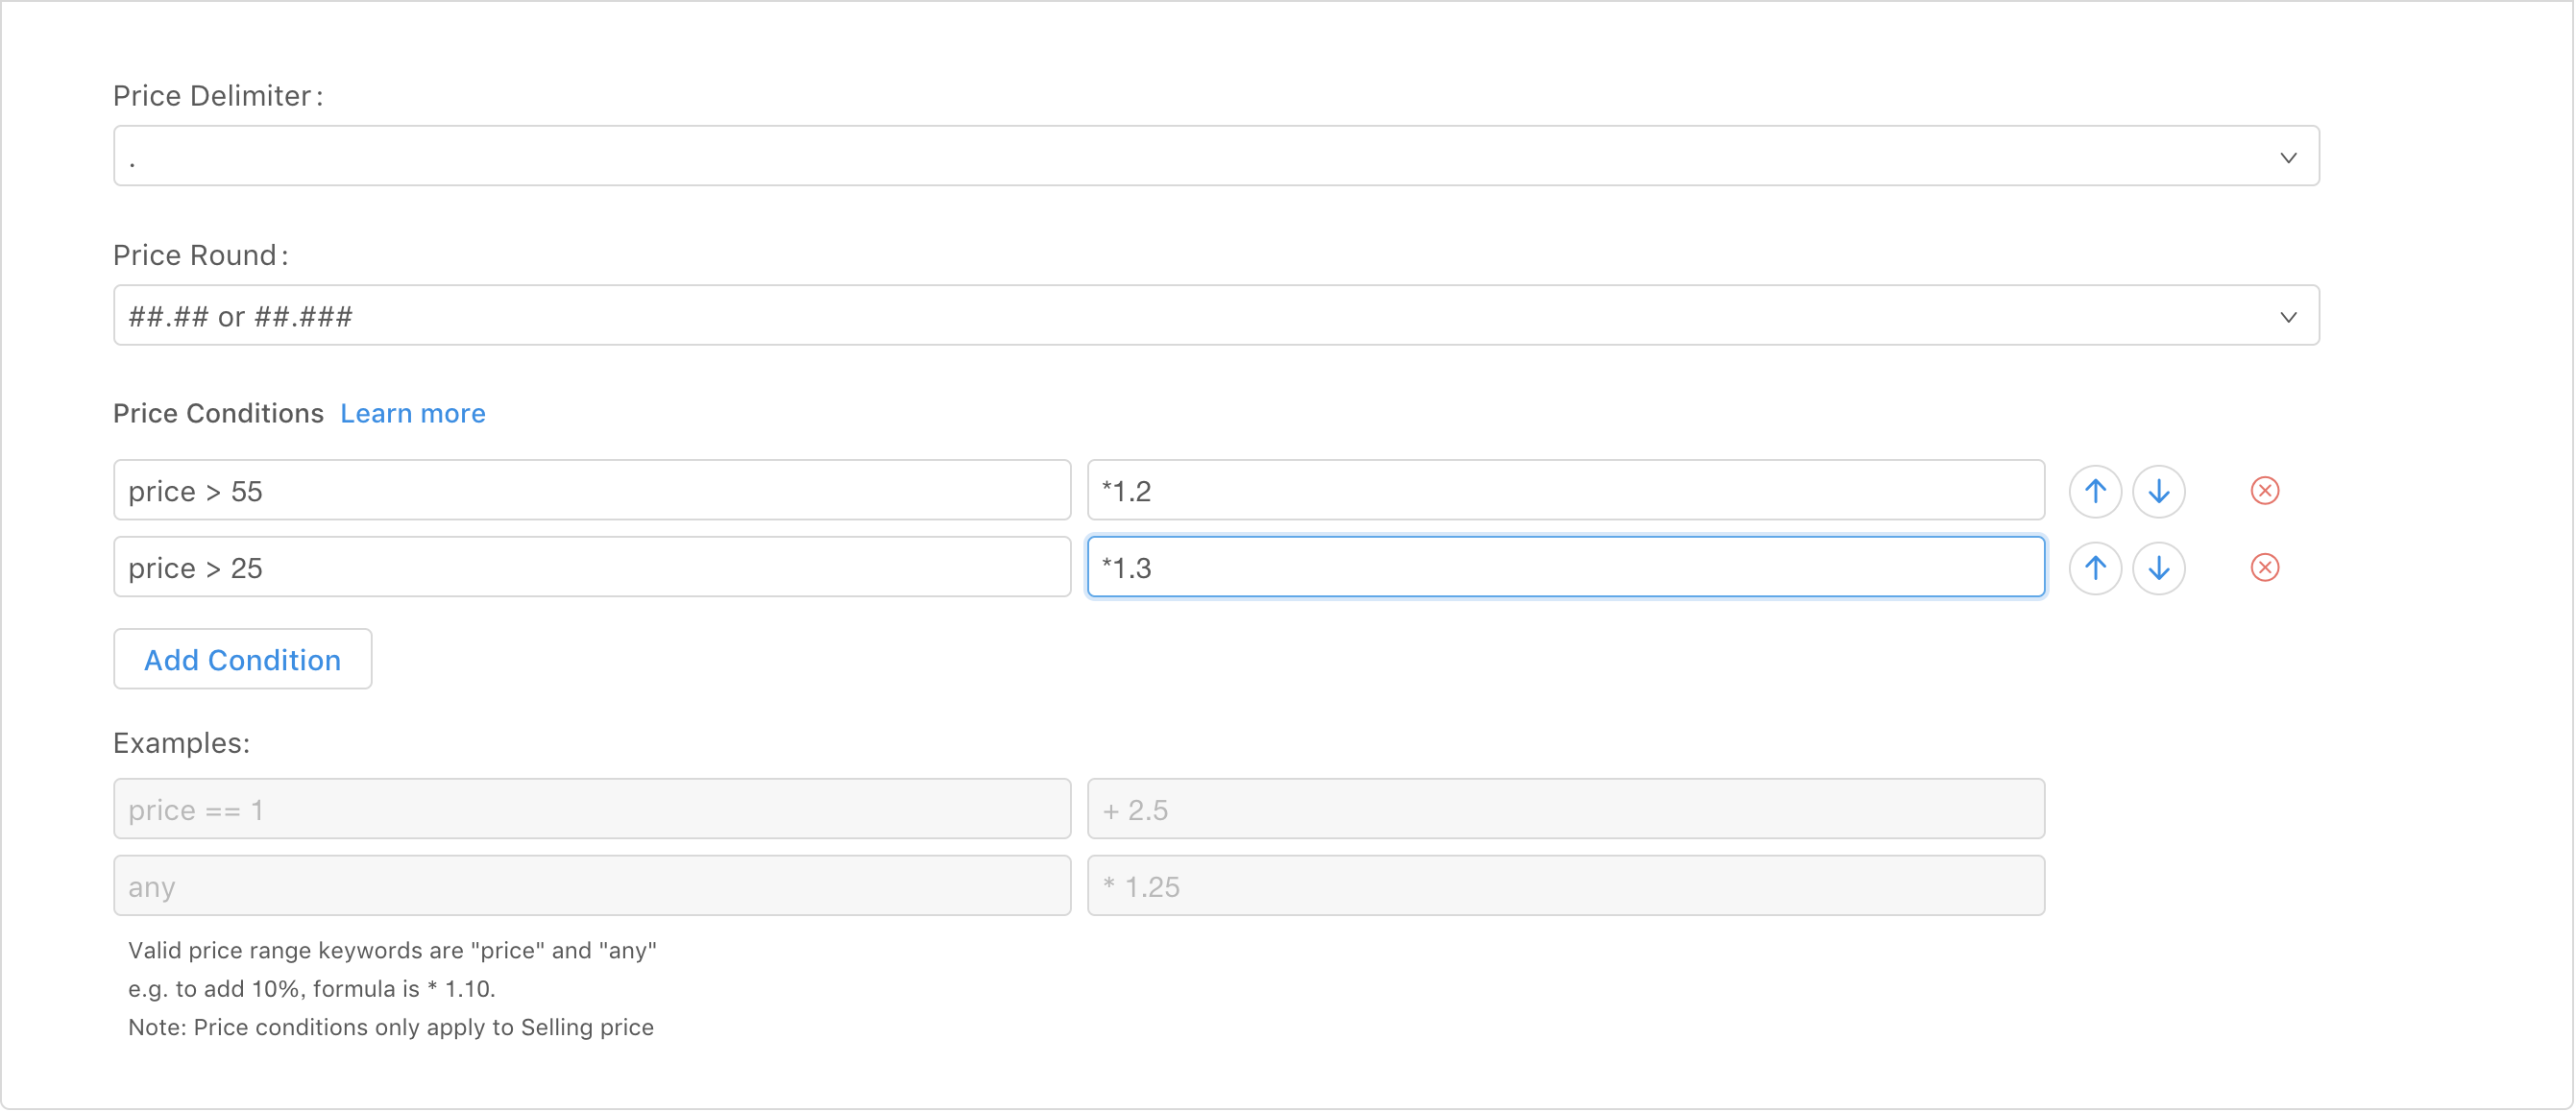 Price Delimiter:
.
Price Round:
##.## or ##.###
Price Conditions Learn more
price > 55 *1.2
price > 25 *1.3
Add Condition
Examples:
price == 1 + 2.5
any * 1.25
Valid price range keywords are "price" and "any"
e.g. to add 10%, formula is * 1.10.
Note: Price conditions only apply to Selling price